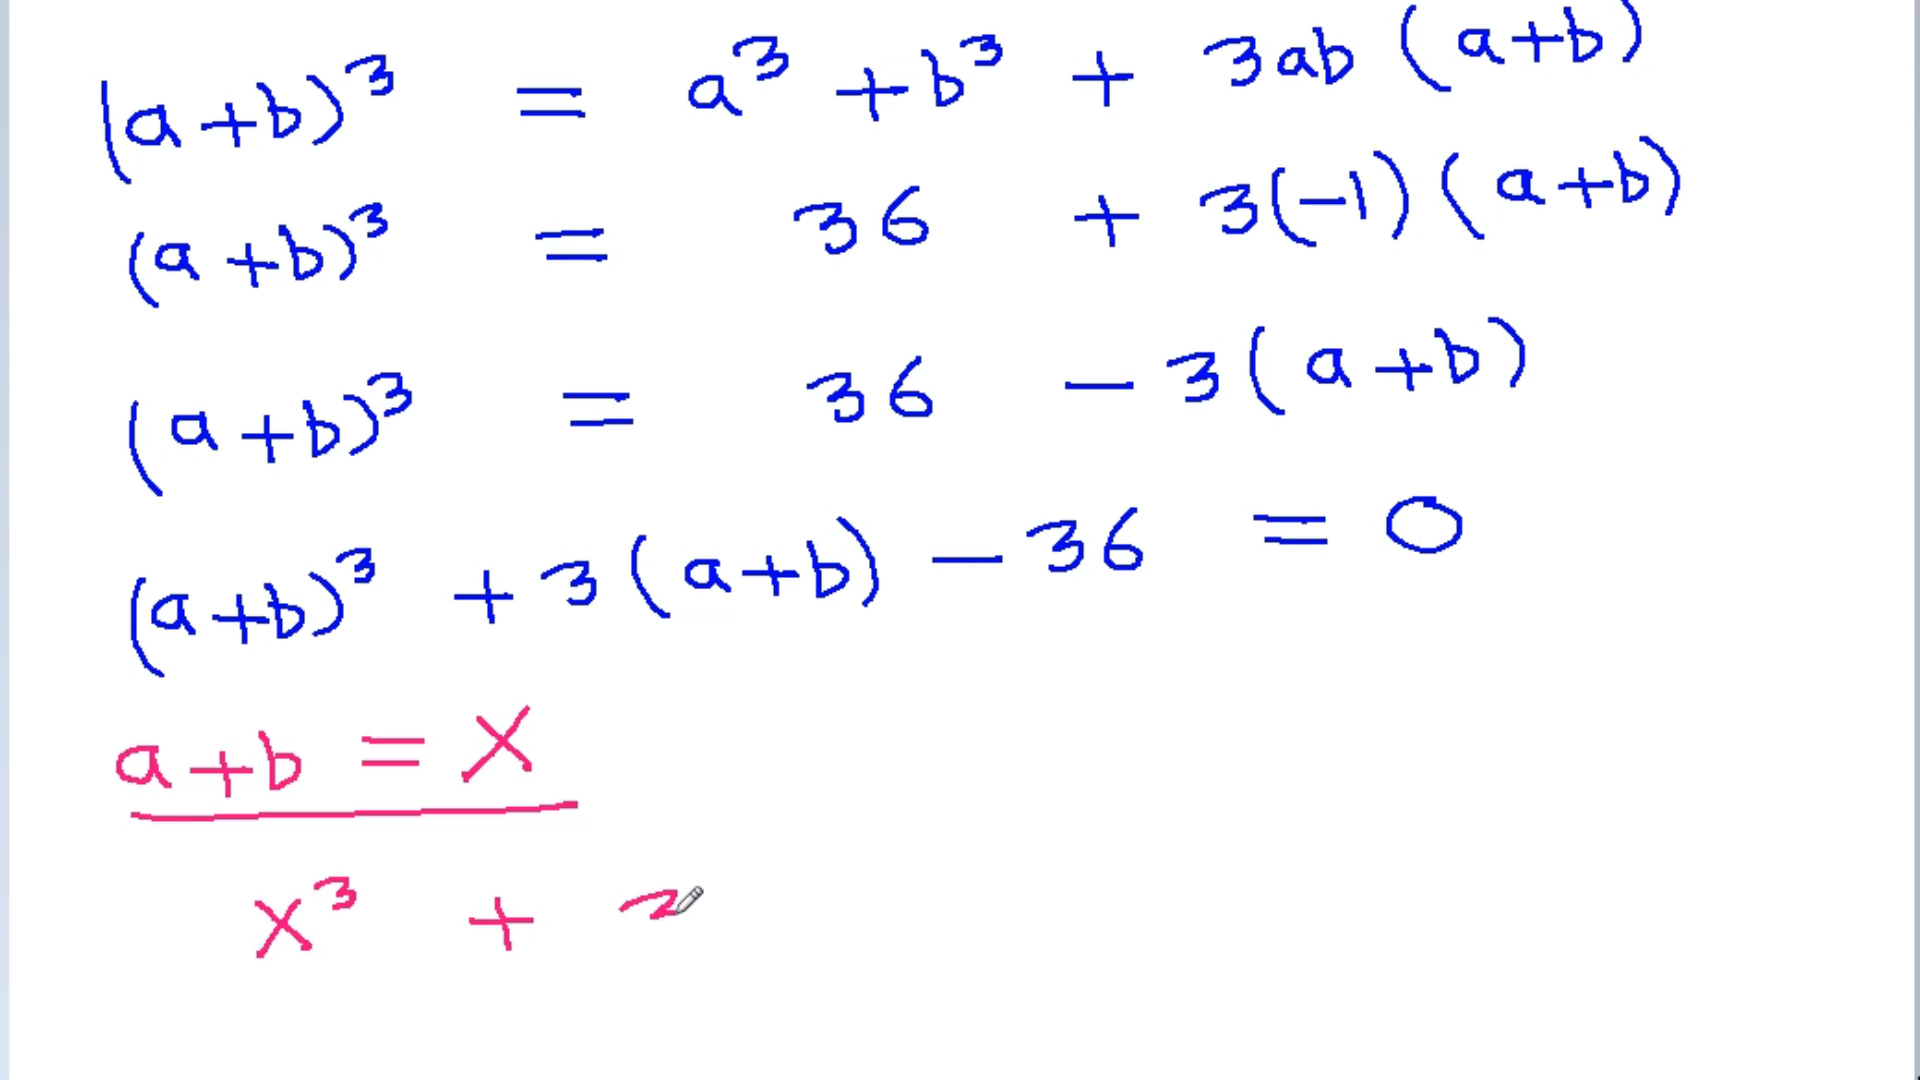 (a+b)³ = a³ + b³ + 3ab (a+b)
(a+b)³ = 36 + 3(-1) (a+b)
(a+b)³ = 36 - 3(a+b)
(a+b)³ + 3(a+b) - 36 = 0
a+b = x
x³ +